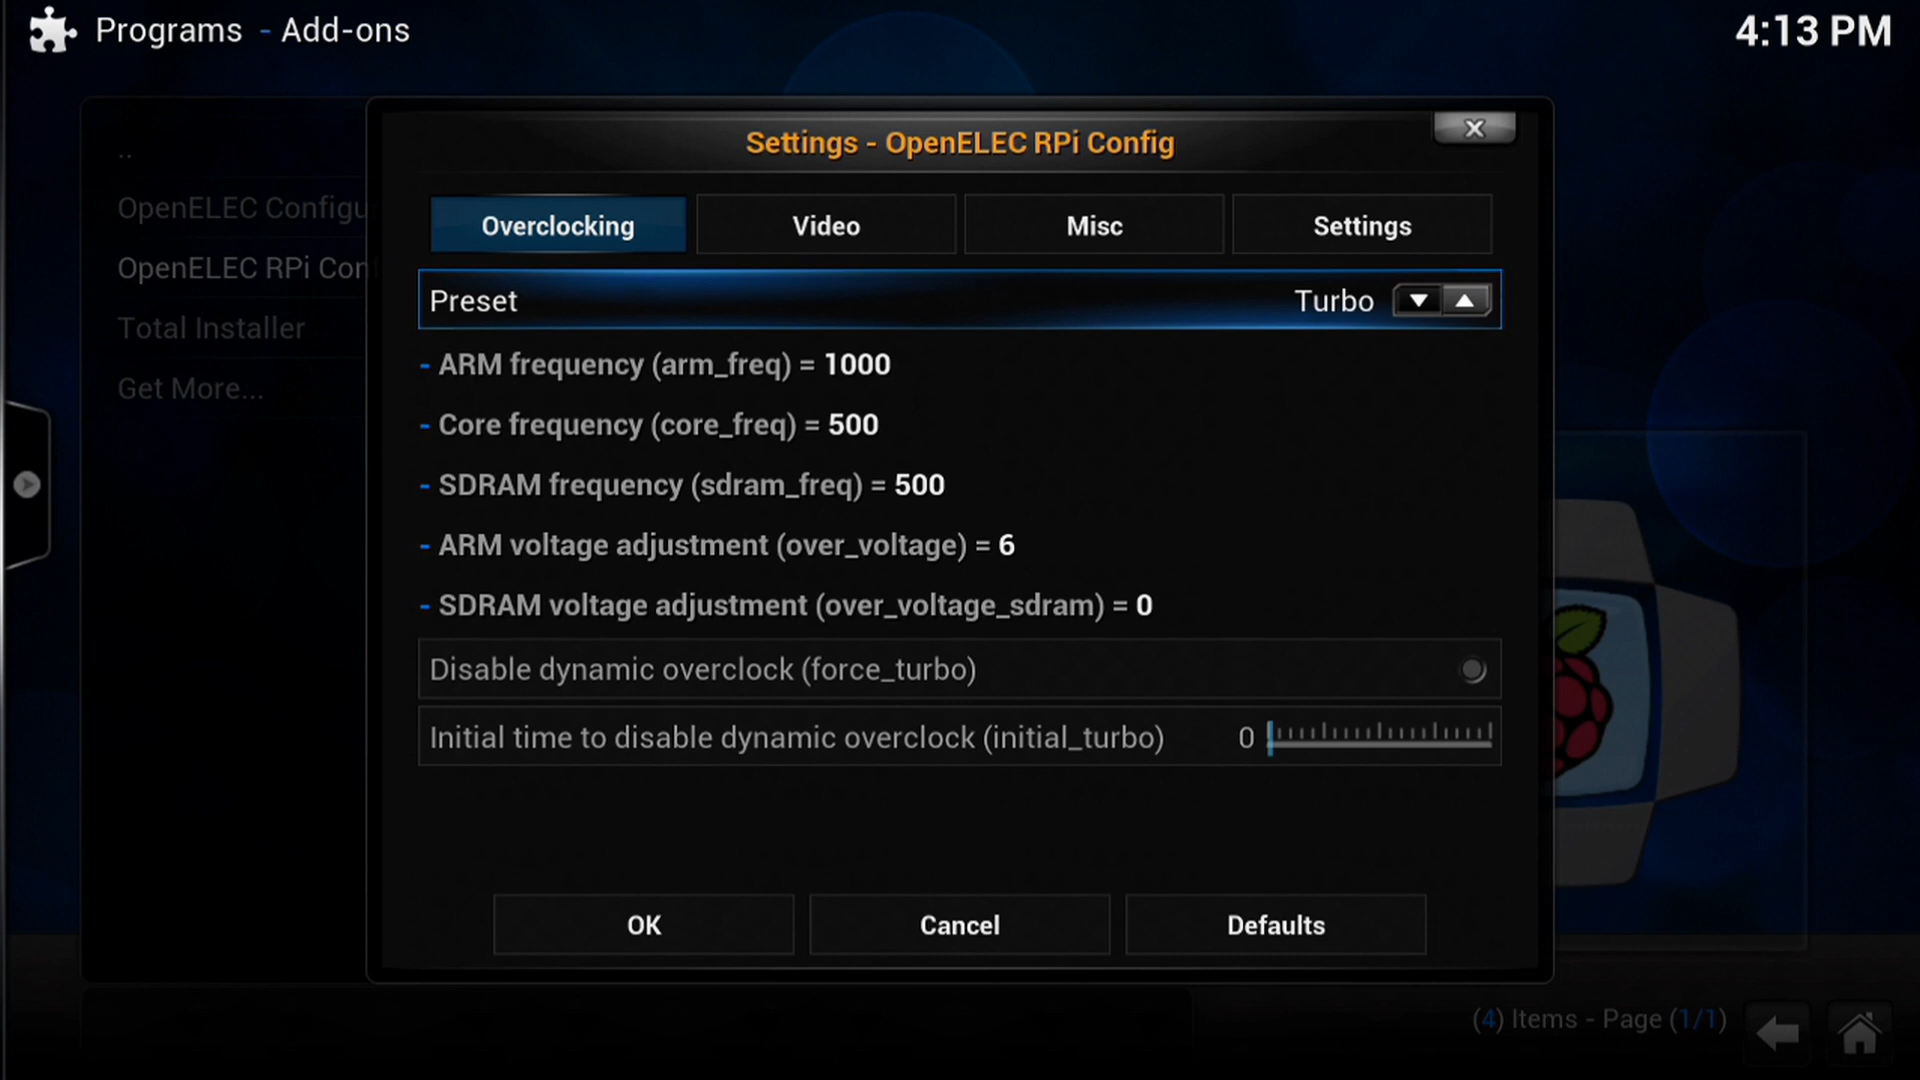 Programs - Add-ons
4:13 PM
..
OpenELEC Configu
OpenELEC RPi Con
Total Installer
Get More...
Settings - OpenELEC RPi Config
Overclocking
Video
Misc
Settings
Preset
Turbo
- ARM frequency (arm_freq) = 1000
- Core frequency (core_freq) = 500
- SDRAM frequency (sdram_freq) = 500
- ARM voltage adjustment (over_voltage) = 6
- SDRAM voltage adjustment (over_voltage_sdram) = 0
Disable dynamic overclock (force_turbo)
Initial time to disable dynamic overclock (initial_turbo) 0
OK
Cancel
Defaults
(4) Items - Page (1/1)